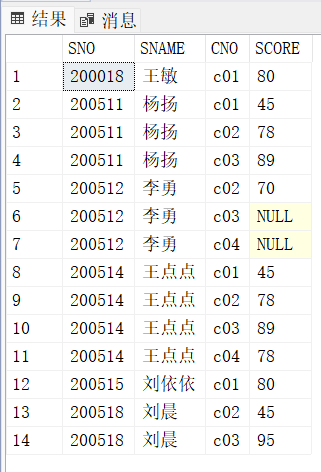 结果 消息
SNO SNAME CNO SCORE
1 200018 王敏 c01 80
2 200511 杨扬 c01 45
3 200511 杨扬 c02 78
4 200511 杨扬 c03 89
5 200512 李勇 c02 70
6 200512 李勇 c03 NULL
7 200512 李勇 c04 NULL
8 200514 王点点 c01 45
9 200514 王点点 c02 78
10 200514 王点点 c03 89
11 200514 王点点 c04 78
12 200515 刘依依 c01 80
13 200518 刘晨 c02 45
14 200518 刘晨 c03 95